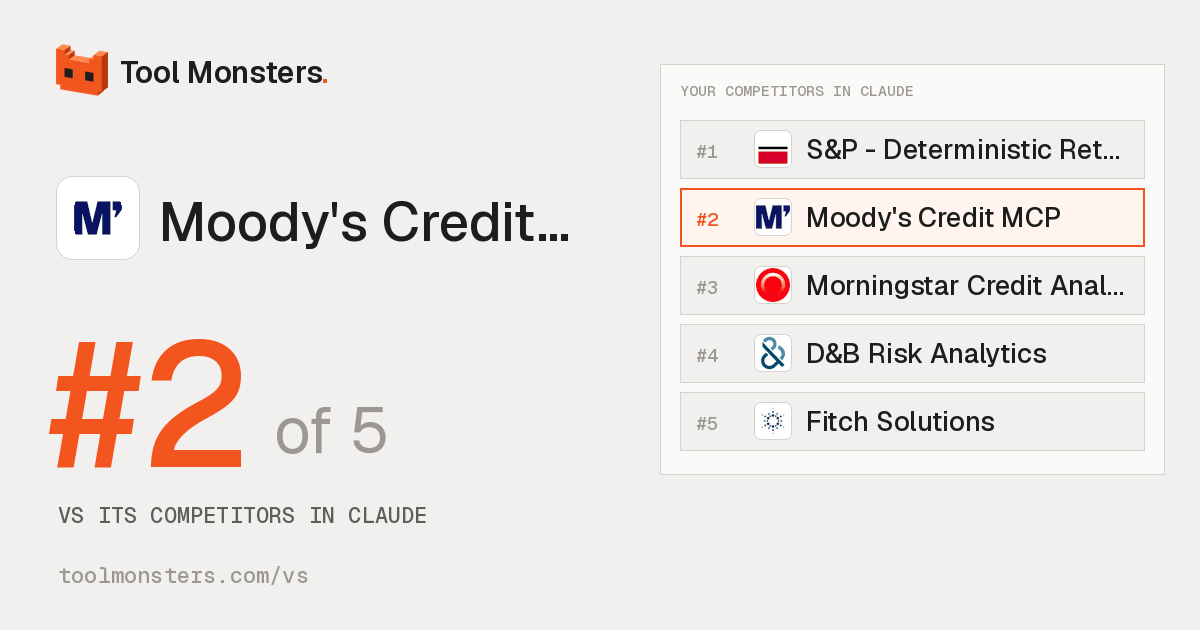 Tool Monsters.
M'
Moody's Credit...
#2 of 5
VS ITS COMPETITORS IN CLAUDE
toolmonsters.com/vs
YOUR COMPETITORS IN CLAUDE
#1 S&P - Deterministic Ret...
#2 M' Moody's Credit MCP
#3 Morningstar Credit Anal...
#4 D&B Risk Analytics
#5 Fitch Solutions